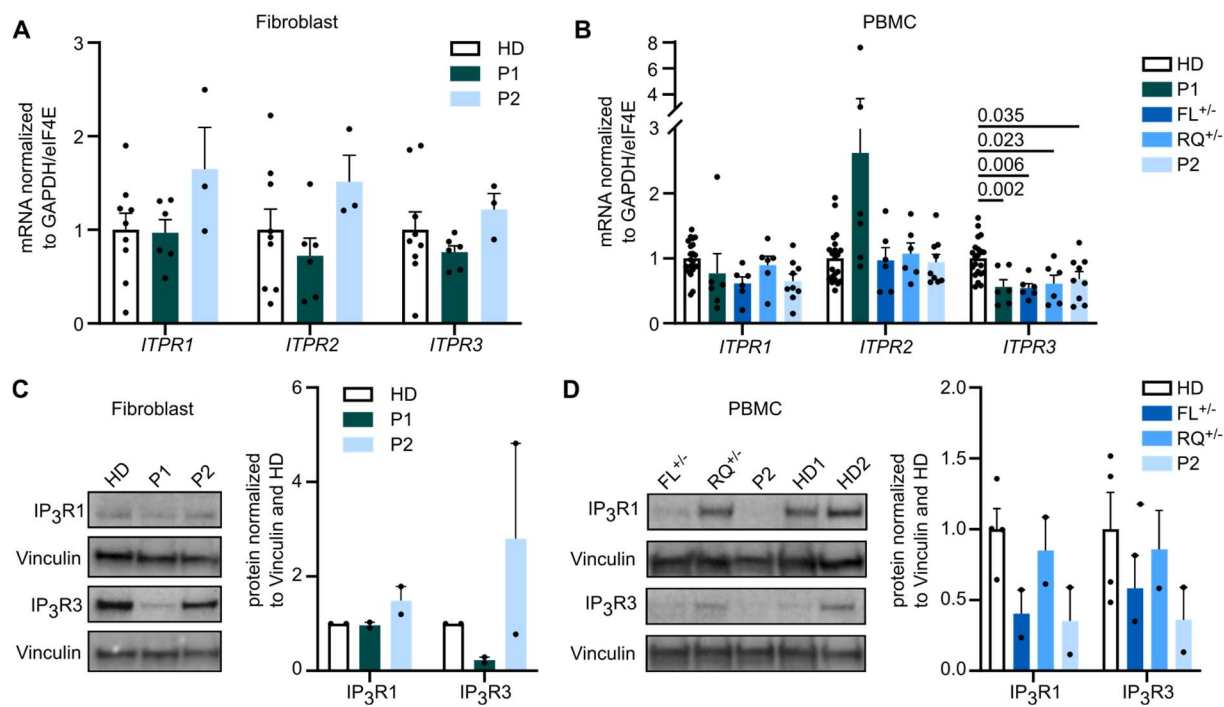 A
Fibroblast
mRNA normalized
to GAPDH/eIF4E
3
2
1
0
HD
P1
P2
ITPR1
ITPR2
ITPR3
B
PBMC
mRNA normalized
to GAPDH/eIF4E
8
6
4
2
3
2
1
0
0.035
0.023
0.006
0.002
HD
P1
FL+/-
RQ+/-
P2
ITPR1
ITPR2
ITPR3
C
Fibroblast
HD
P1
P2
IP3R1
Vinculin
IP3R3
Vinculin
protein normalized
to Vinculin and HD
6
4
2
0
HD
P1
P2
IP3R1
IP3R3
D
PBMC
FL+/-
RQ+/-
P2
HD1
HD2
IP3R1
Vinculin
IP3R3
Vinculin
protein normalized
to Vinculin and HD
2.0
1.5
1.0
0.5
0.0
HD
FL+/-
RQ+/-
P2
IP3R1
IP3R3